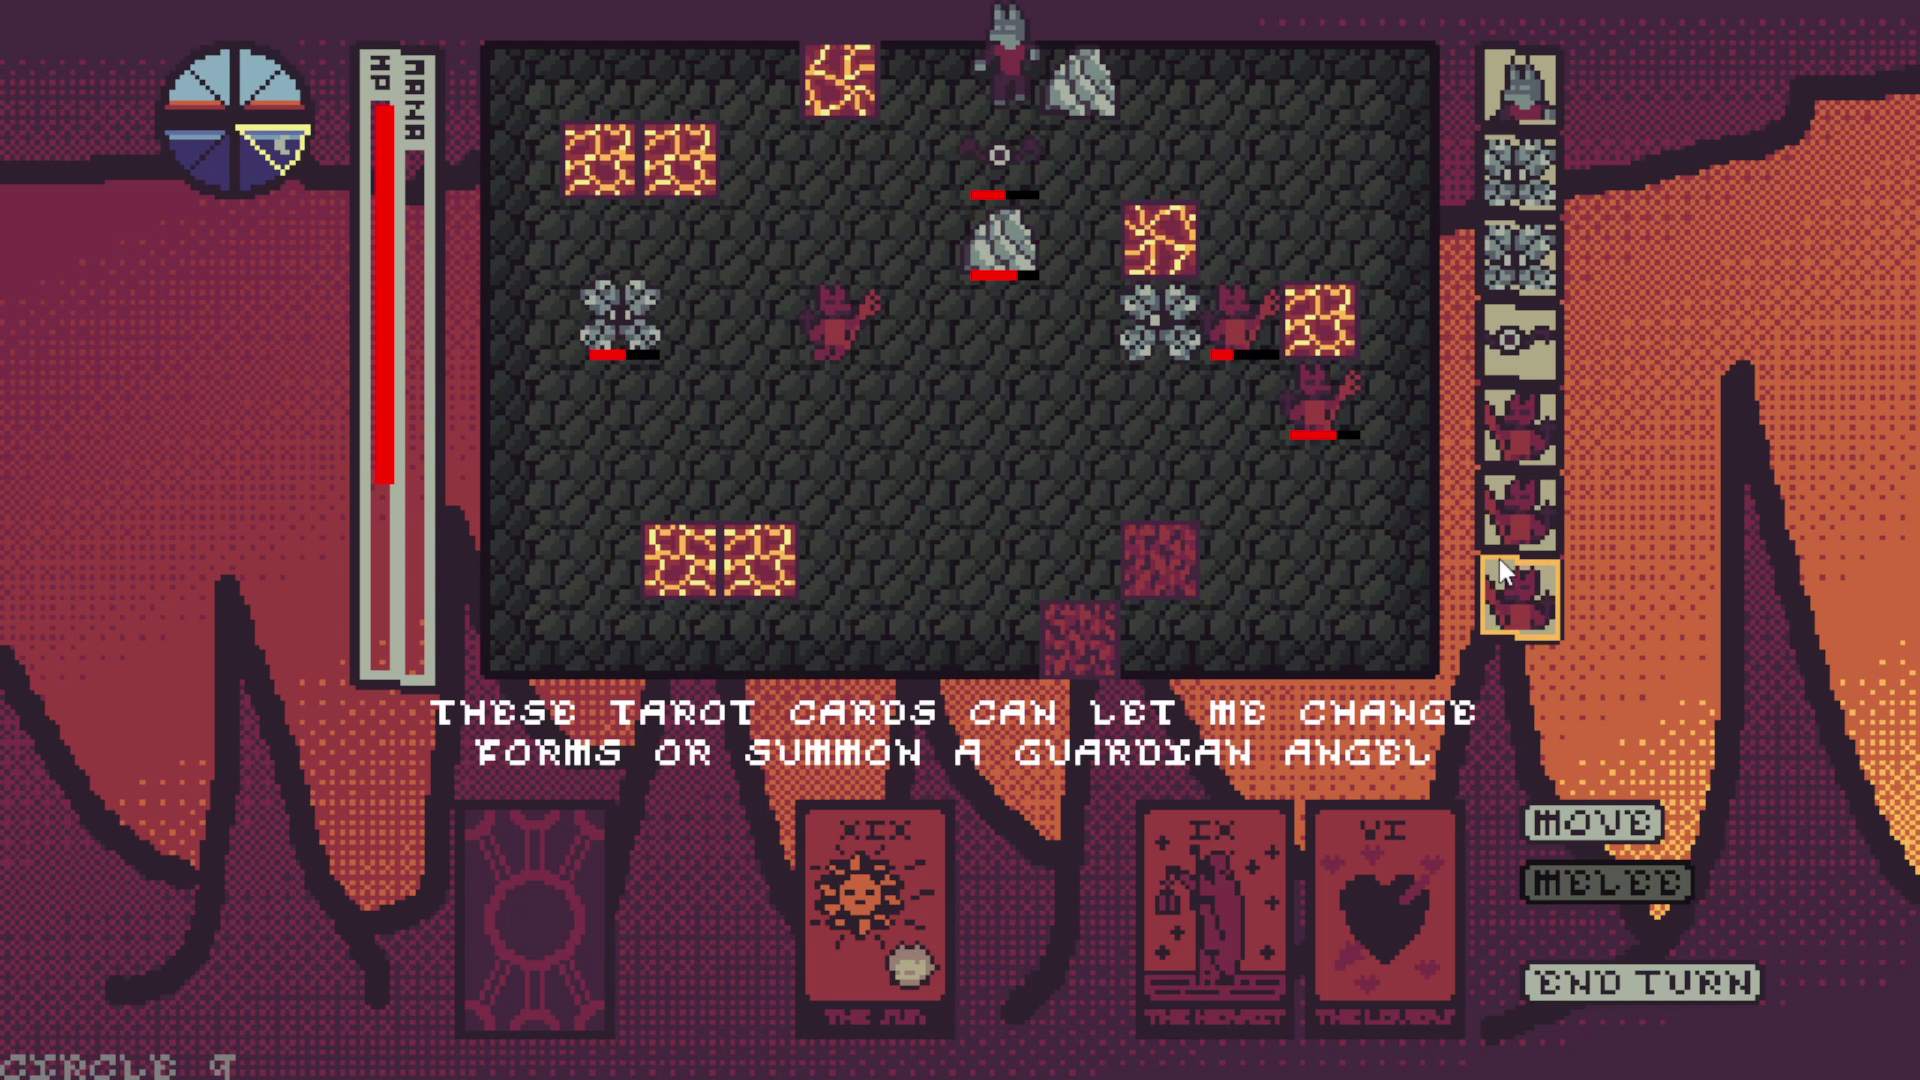 HP
MANA
THESE TAROT CARDS CAN LET ME CHANGE
FORMS OR SUMMON A GUARDIAN ANGEL
XIX
IX
VI
THE SUN
THE HERMIT
THE LOVERS
MOVE
MELEE
END TURN
CIRCLE 9